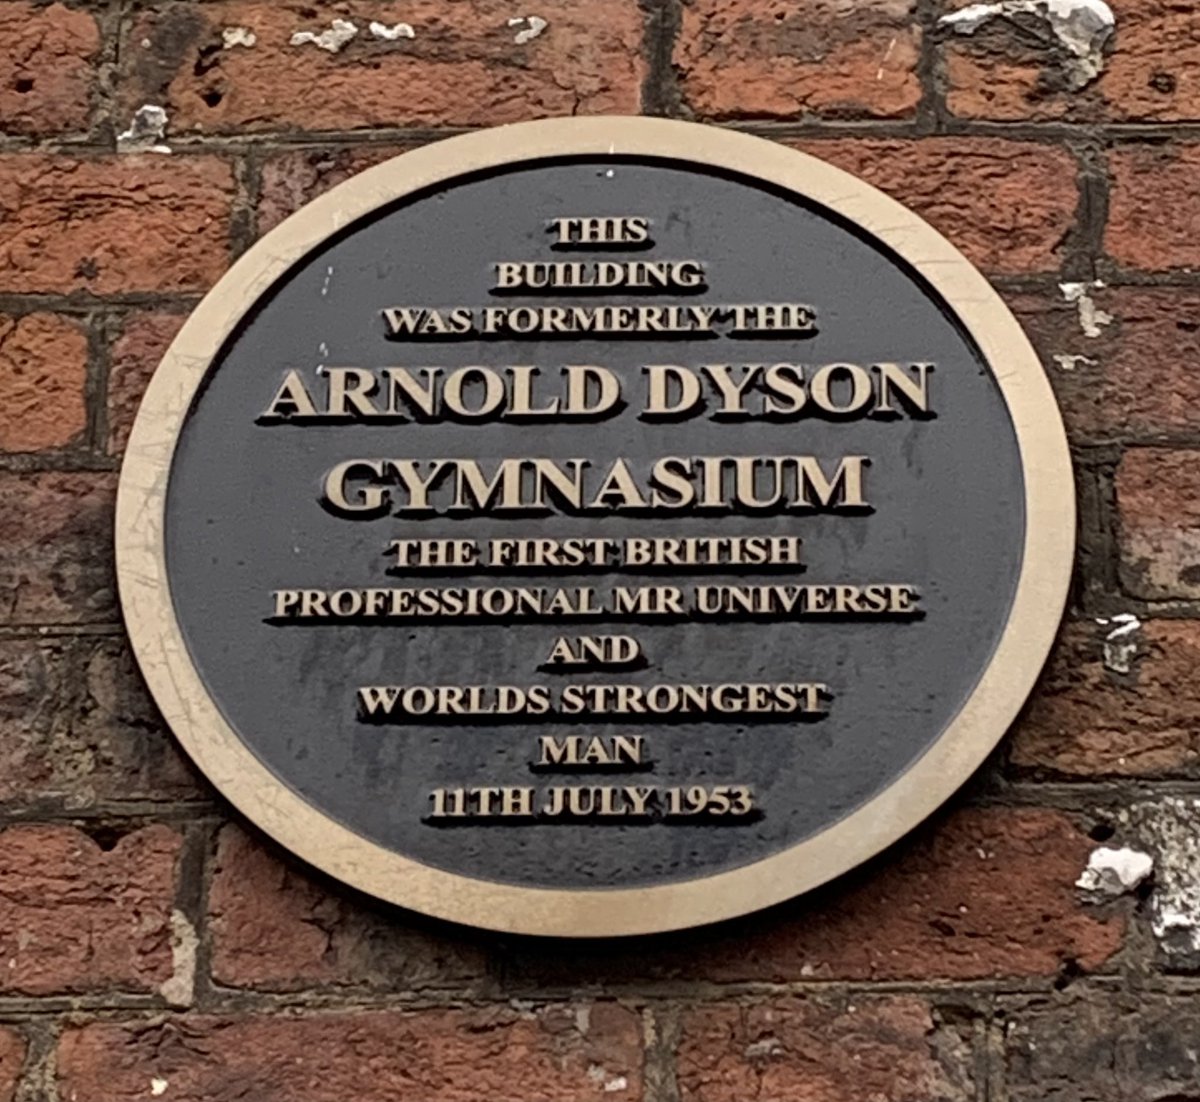 THIS
BUILDING
WAS FORMERLY THE
ARNOLD DYSON
GYMNASIUM
THE FIRST BRITISH
PROFESSIONAL MR UNIVERSE
AND
WORLDS STRONGEST
MAN
11TH JULY 1953